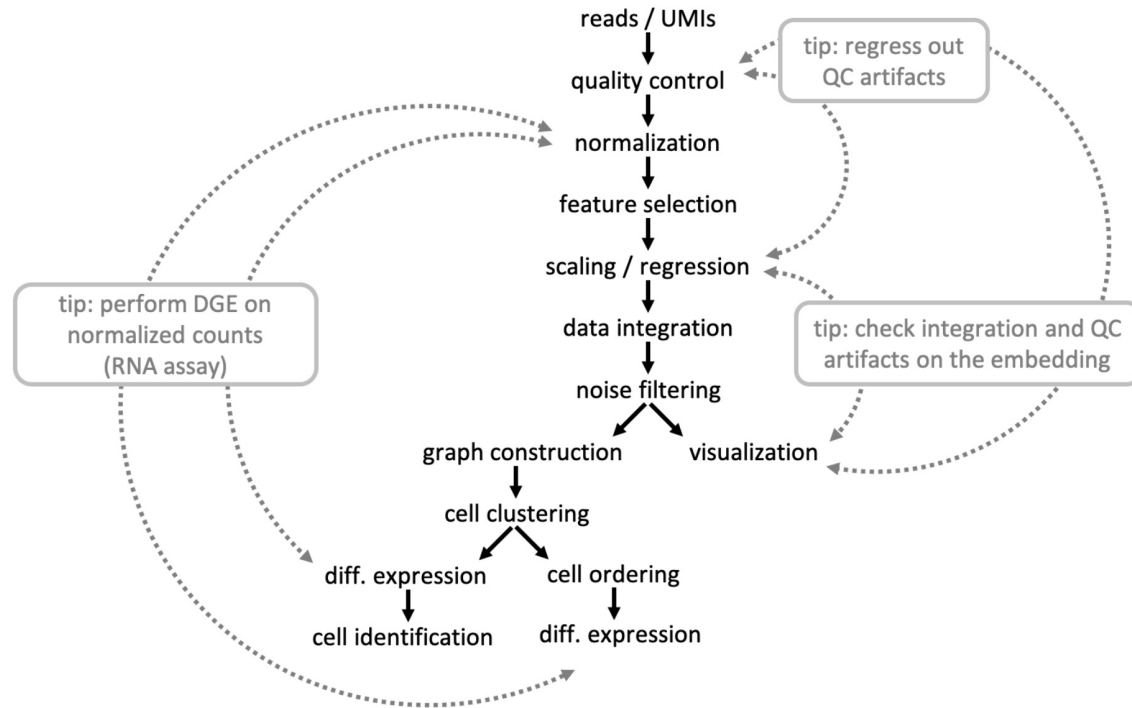 reads / UMIs
tip: regress out
QC artifacts
quality control
normalization
feature selection
scaling / regression
tip: perform DGE on
normalized counts
(RNA assay)
data integration
tip: check integration and QC
artifacts on the embedding
noise filtering
graph construction
visualization
cell clustering
diff. expression
cell ordering
cell identification
diff. expression